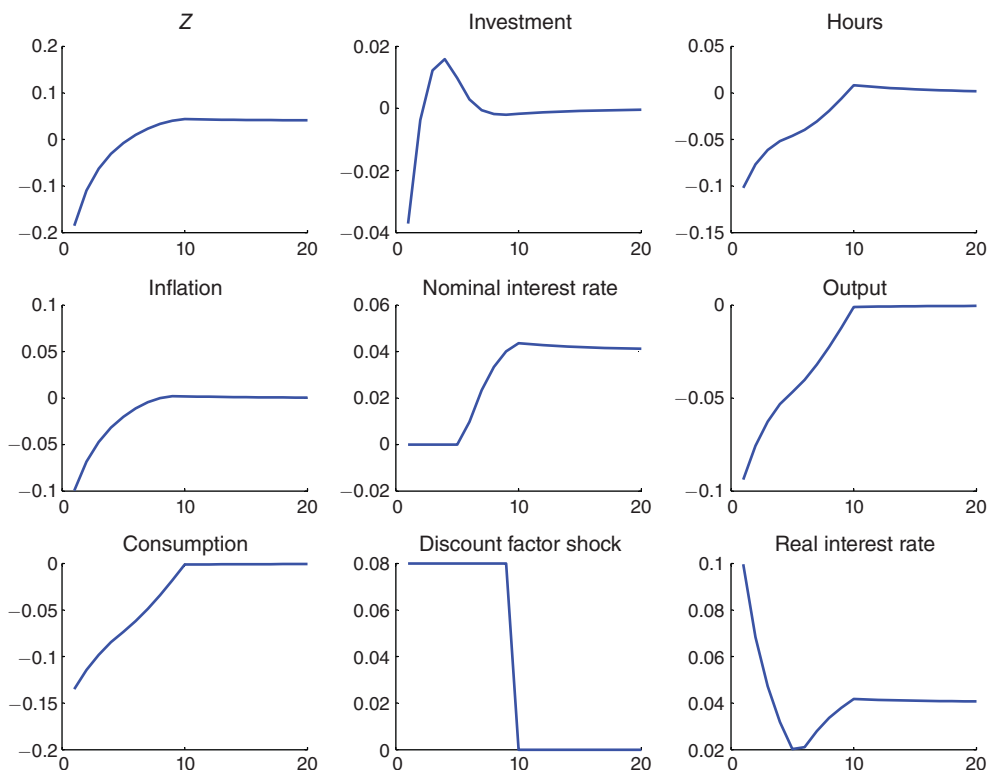 Z
0.2
0.1
0
−0.1
−0.2
0 10 20
Investment
0.02
0
−0.02
−0.04
0 10 20
Hours
0.05
0
−0.05
−0.1
−0.15
0 10 20
Inflation
0.1
0.05
0
−0.05
−0.1
0 10 20
Nominal interest rate
0.06
0.04
0.02
0
−0.02
0 10 20
Output
0
−0.05
−0.1
0 10 20
Consumption
0
−0.05
−0.1
−0.15
−0.2
0 10 20
Discount factor shock
0.08
0.06
0.04
0.02
0
0 10 20
Real interest rate
0.1
0.08
0.06
0.04
0.02
0 10 20